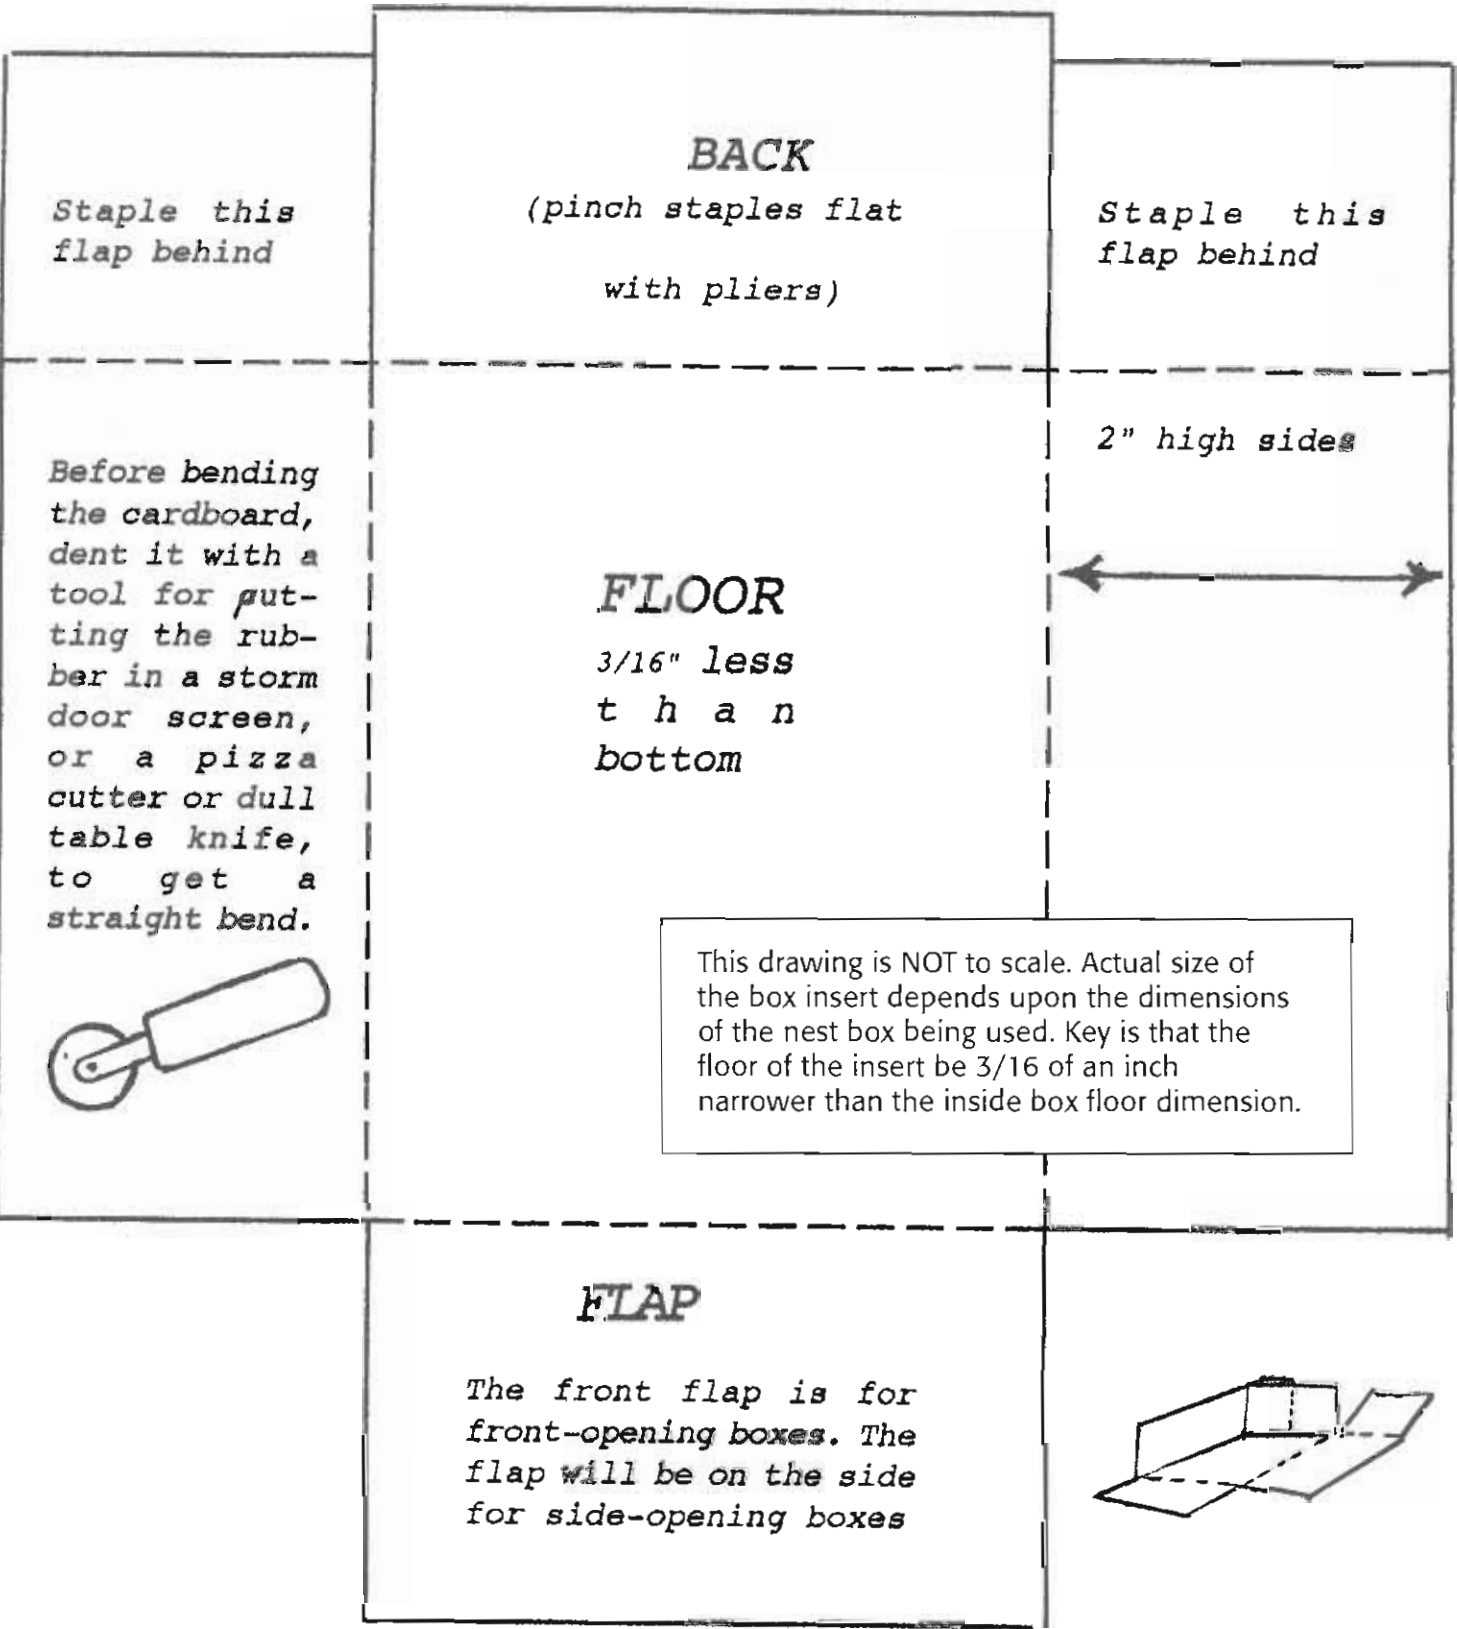 BACK
(pinch staples flat
with pliers)
Staple this
flap behind
Staple this
flap behind
2" high sides
Before bending
the cardboard,
dent it with a
tool for put-
ting the rub-
ber in a storm
door screen,
or a pizza
cutter or dull
table knife,
to get a
straight bend.
FLOOR
3/16" less
than
bottom
This drawing is NOT to scale. Actual size of
the box insert depends upon the dimensions
of the nest box being used. Key is that the
floor of the insert be 3/16 of an inch
narrower than the inside box floor dimension.
FLAP
The front flap is for
front-opening boxes. The
flap will be on the side
for side-opening boxes